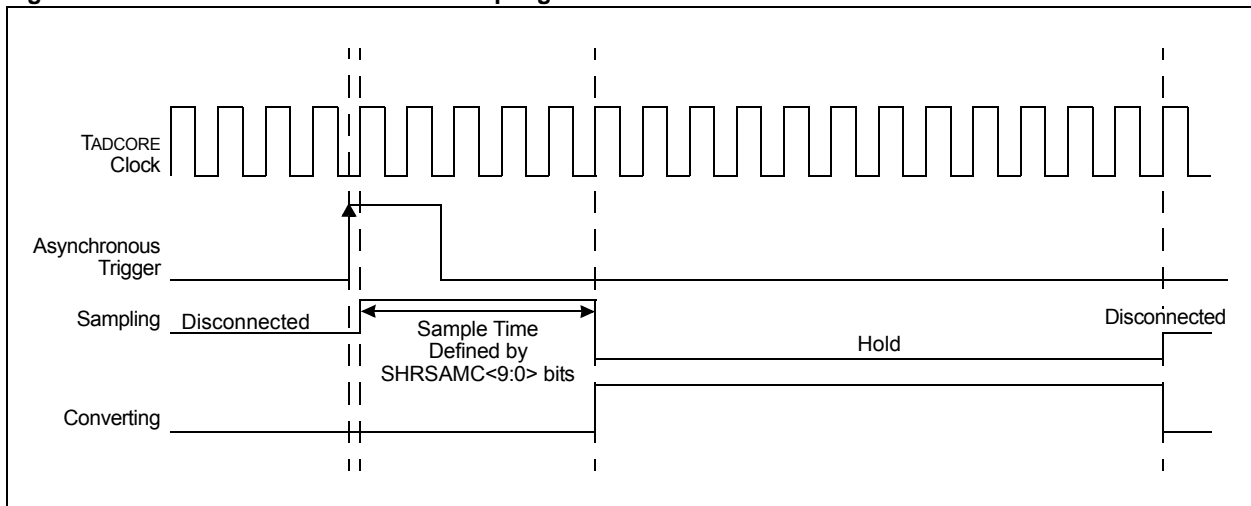 TADCORE
Clock
Asynchronous
Trigger
Sampling
Disconnected
Sample Time
Defined by
SHRSAMC<9:0> bits
Hold
Disconnected
Converting